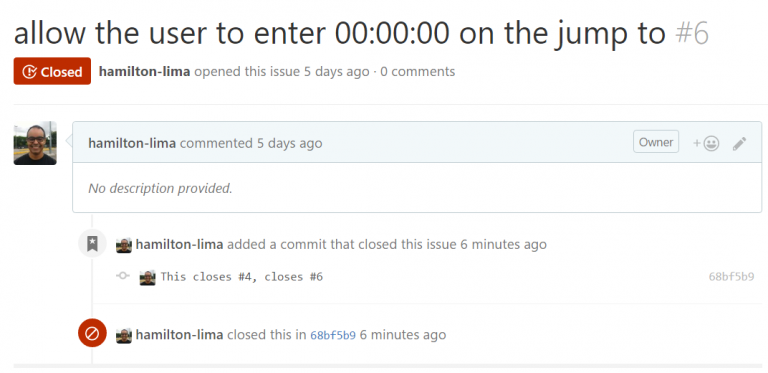 allow the user to enter 00:00:00 on the jump to #6
Closed hamilton-lima opened this issue 5 days ago · 0 comments
hamilton-lima commented 5 days ago Owner +
No description provided.
hamilton-lima added a commit that closed this issue 6 minutes ago
This closes #4, closes #6 68bf5b9
hamilton-lima closed this in 68bf5b9 6 minutes ago